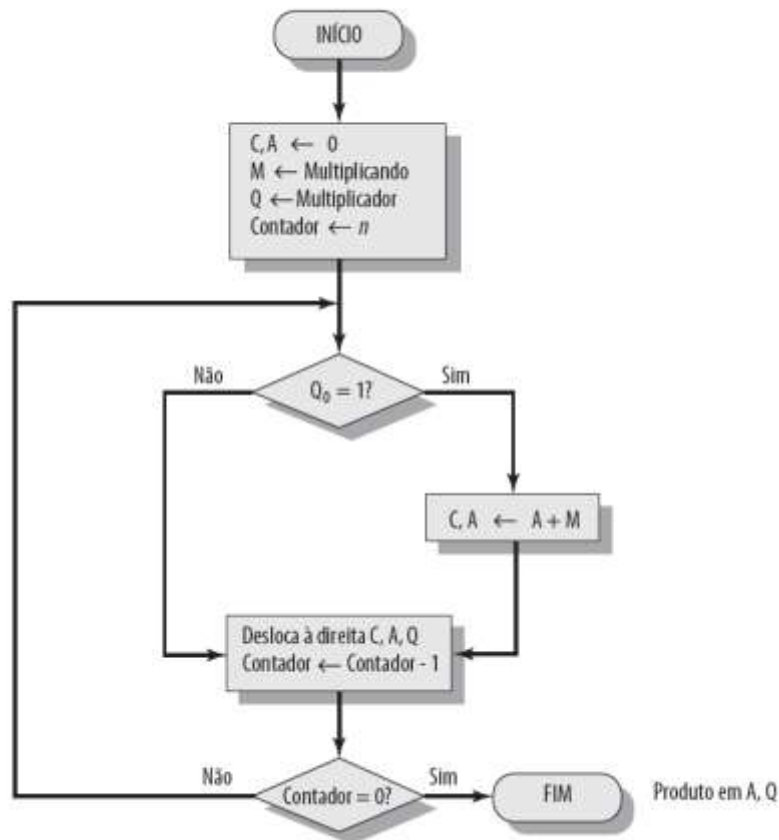 INÍCIO
C, A ← 0
M ← Multiplicando
Q ← Multiplicador
Contador ← n
Não
Sim
Q₀ = 1?
C, A ← A + M
Desloca à direita C, A, Q
Contador ← Contador - 1
Não
Sim
Contador = 0?
FIM
Produto em A, Q